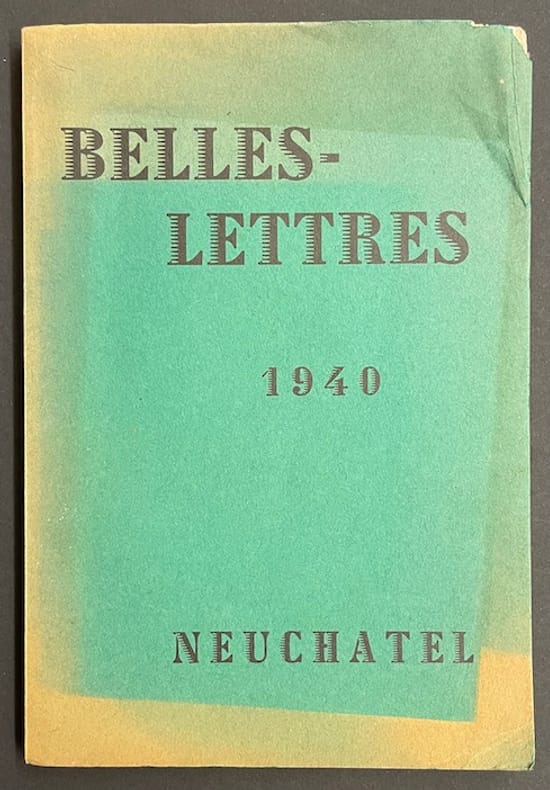 BELLES-
LETTRES
1940
NEUCHATEL